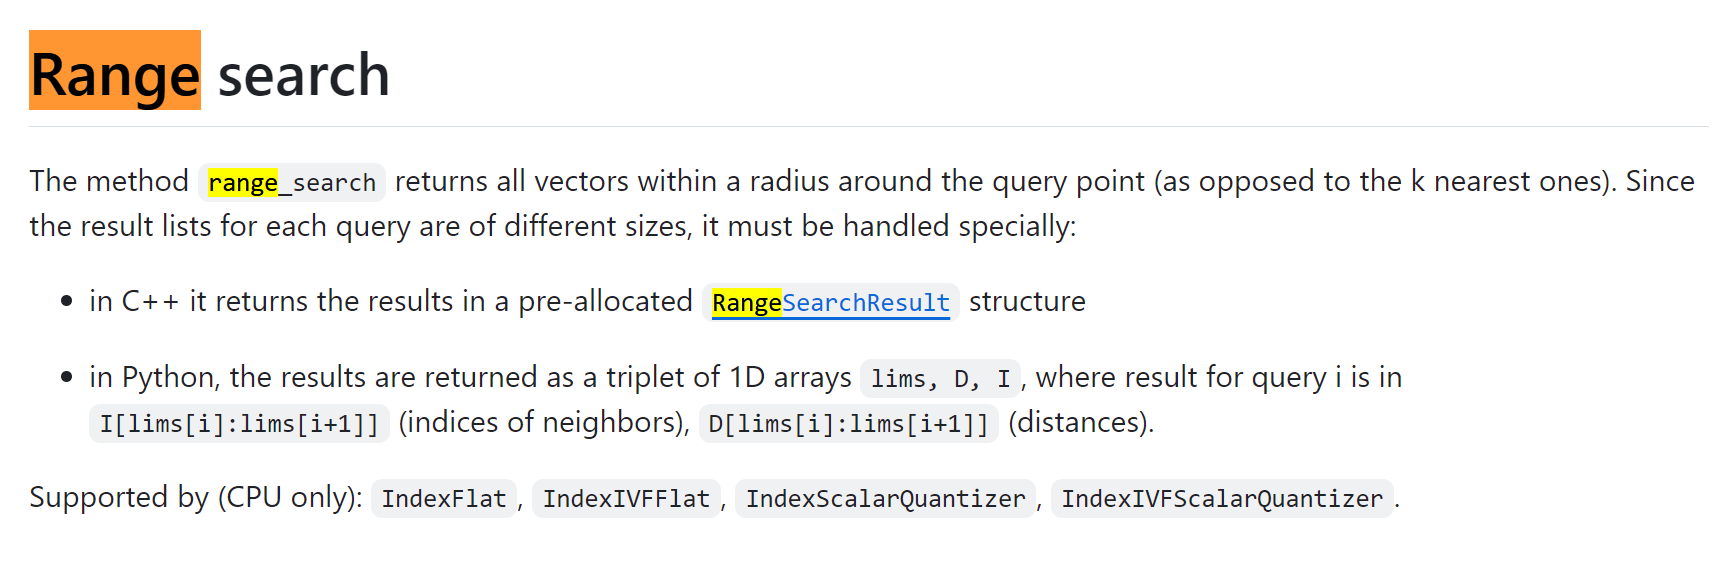 Range search
The method range_search returns all vectors within a radius around the query point (as opposed to the k nearest ones). Since
the result lists for each query are of different sizes, it must be handled specially:
• in C++ it returns the results in a pre-allocated RangeSearchResult structure
• in Python, the results are returned as a triplet of 1D arrays lims, D, I, where result for query i is in
I[lims[i]:lims[i+1]] (indices of neighbors), D[lims[i]:lims[i+1]] (distances).
Supported by (CPU only): IndexFlat, IndexIVFFlat, IndexScalarQuantizer, IndexIVFScalarQuantizer.